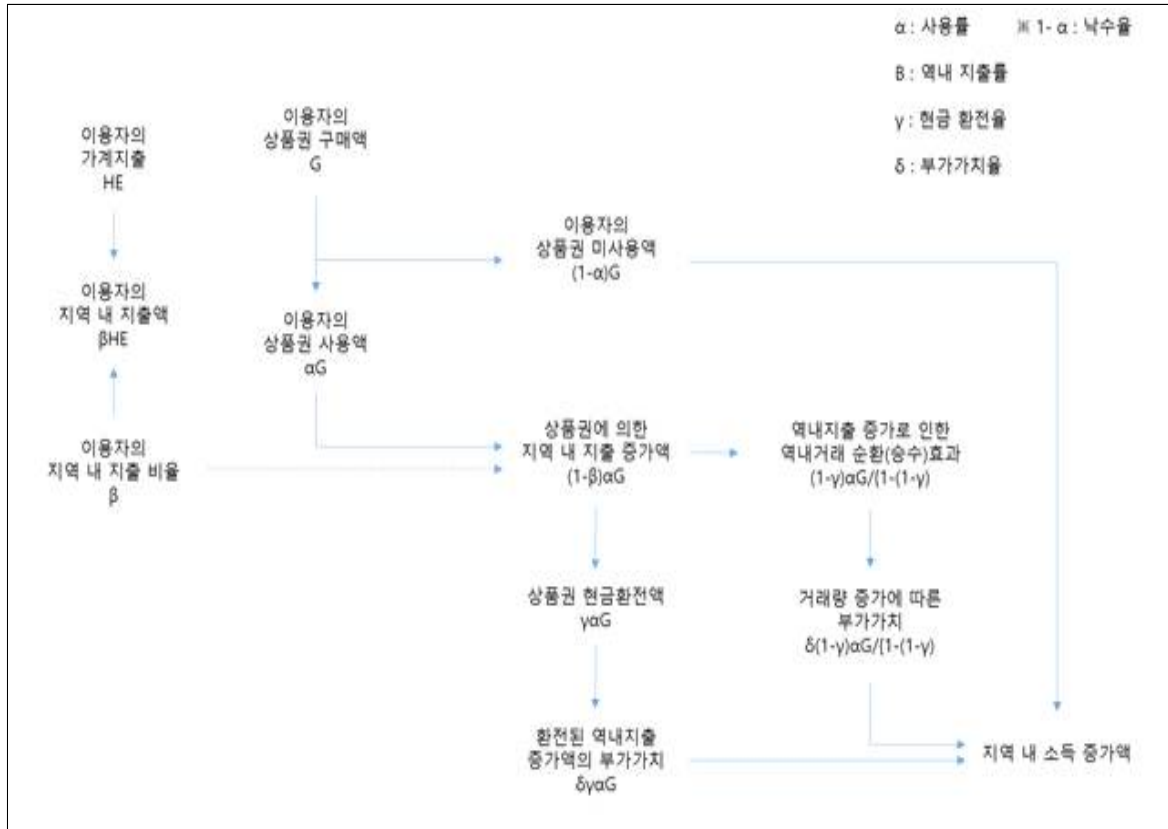 α : 사용률 ※ 1- α : 낙수율
B : 역내 지출률
γ : 현금 환전율
δ : 부가가치율
이용자의
가계지출
HE
이용자의
상품권 구매액
G
이용자의
상품권 미사용액
(1-α)G
이용자의
지역 내 지출액
βHE
이용자의
상품권 사용액
αG
이용자의
지역 내 지출 비율
β
상품권에 의한
지역 내 지출 증가액
(1-β)αG
역내지출 증가로 인한
역내거래 순환(승수)효과
(1-γ)αG/{1-(1-γ)
상품권 현금환전액
γαG
거래량 증가에 따른
부가가치
δ(1-γ)αG/{1-(1-γ)
환전된 역내지출
증가액의 부가가치
δγαG
지역 내 소득 증가액